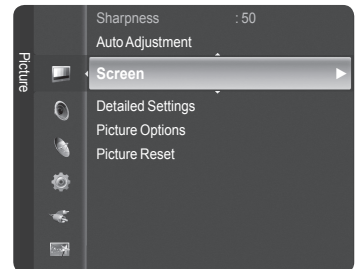 Picture
Sharpness : 50
Auto Adjustment
Screen
Detailed Settings
Picture Options
Picture Reset